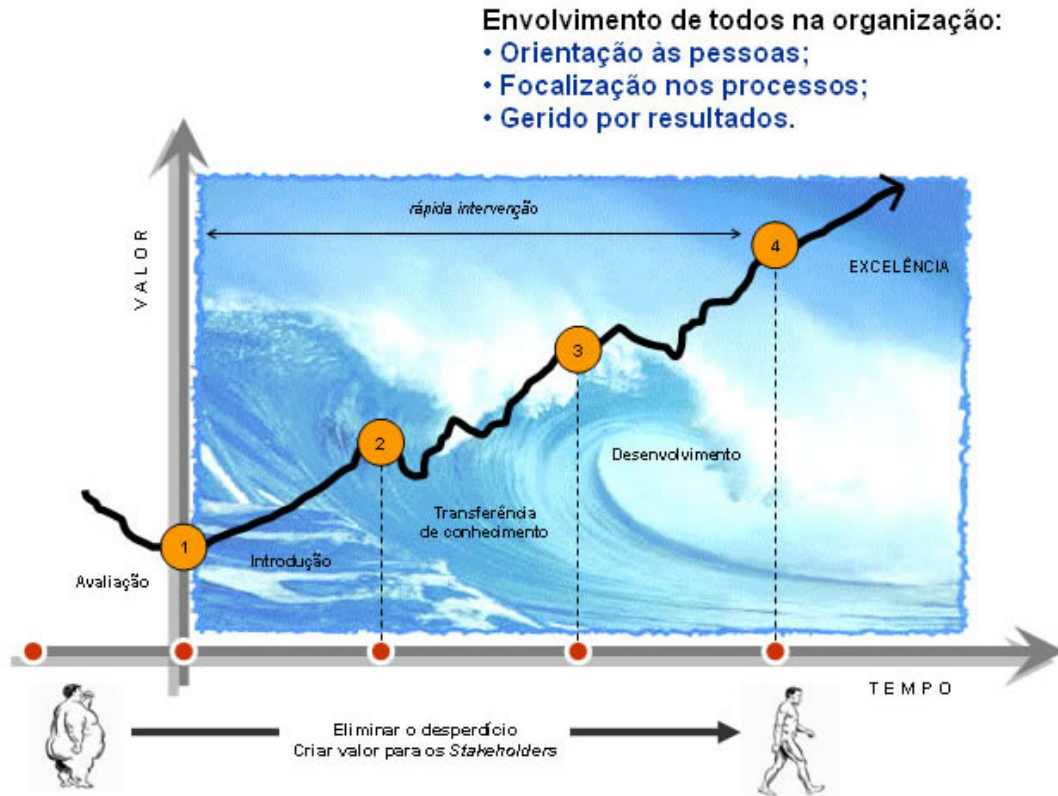 Envolvimento de todos na organização:
• Orientação às pessoas;
• Focalização nos processos;
• Gerido por resultados.
VALOR
rápida intervenção
4
EXCELÊNCIA
3
2
Desenvolvimento
Transferência
de conhecimento
1
Introdução
Avaliação
TEMPO
Eliminar o desperdício
Criar valor para os Stakeholders